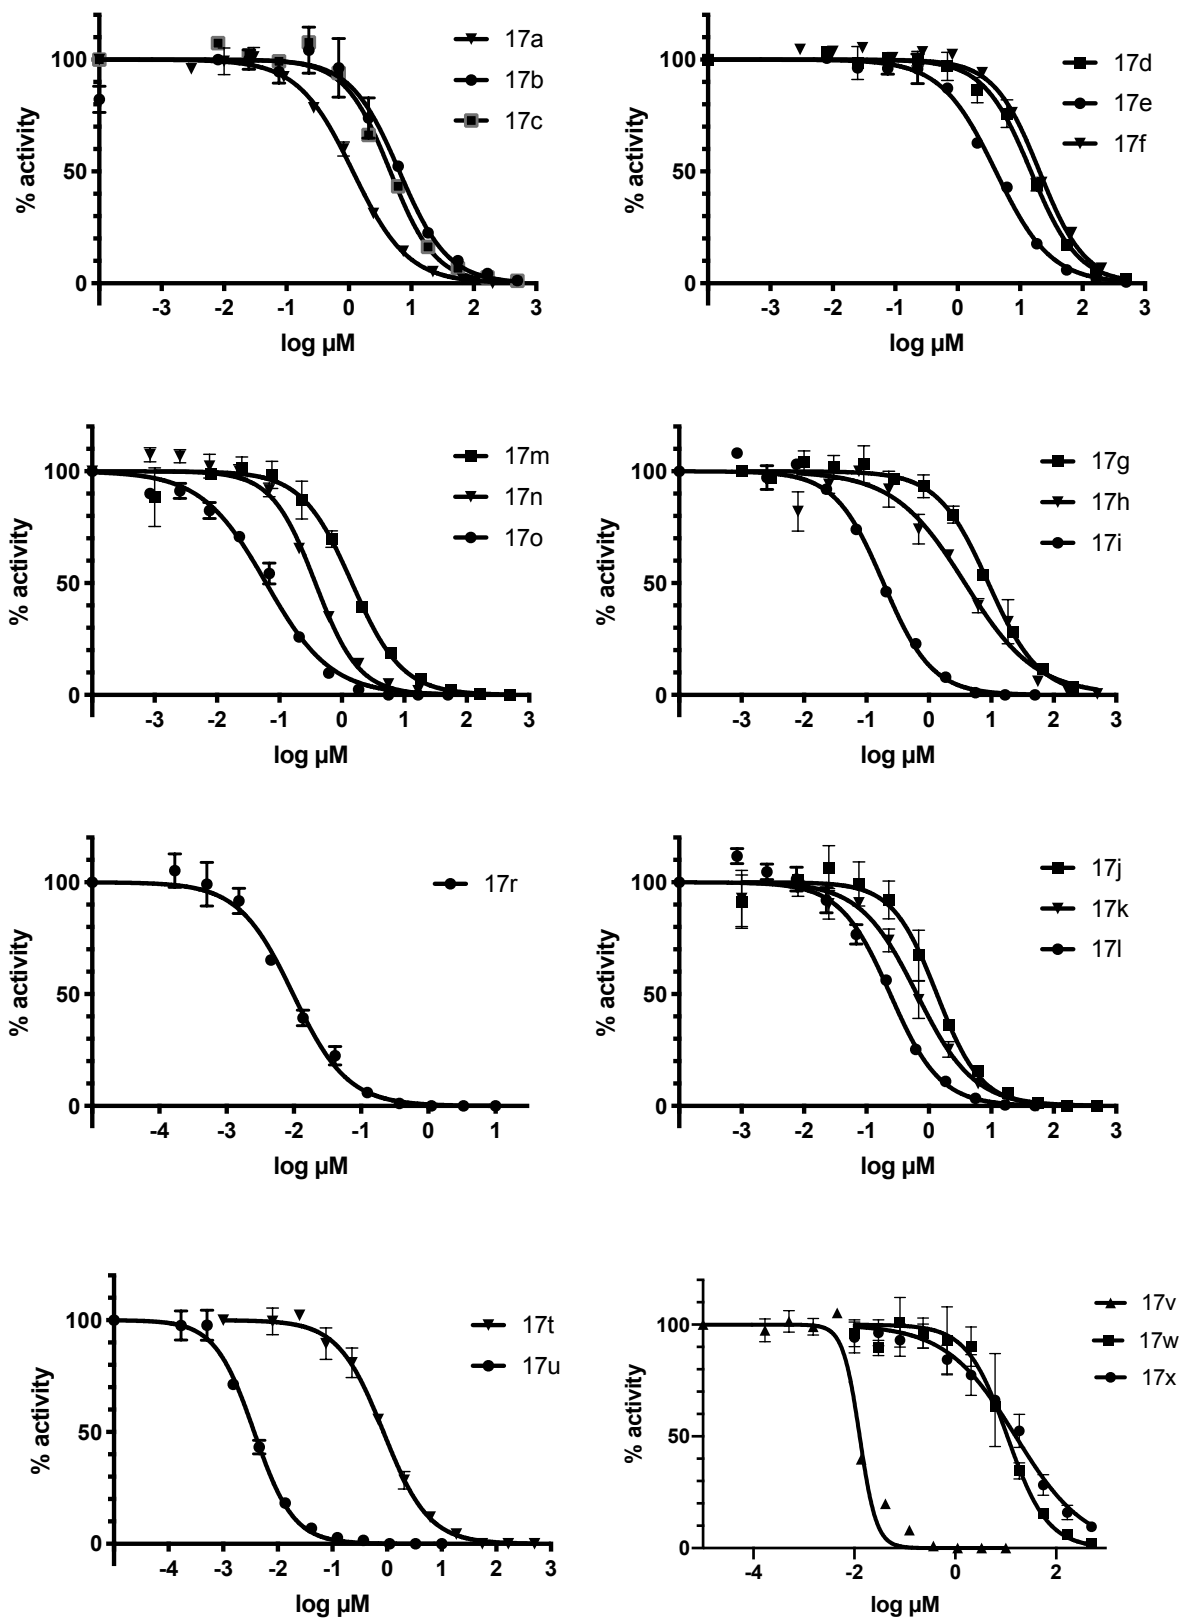 100
50
0
% activity
-3 -2 -1 0 1 2 3
log µM
17a
17b
17c
100
50
0
% activity
-3 -2 -1 0 1 2 3
log µM
17d
17e
17f
100
50
0
% activity
-3 -2 -1 0 1 2 3
log µM
17m
17n
17o
100
50
0
% activity
-3 -2 -1 0 1 2 3
log µM
17g
17h
17i
100
50
0
% activity
-4 -3 -2 -1 0 1
log µM
17r
100
50
0
% activity
-3 -2 -1 0 1 2 3
log µM
17j
17k
17l
100
50
0
% activity
-4 -3 -2 -1 0 1 2 3
log µM
17t
17u
100
50
0
% activity
-4 -2 0 2
log µM
17v
17w
17x